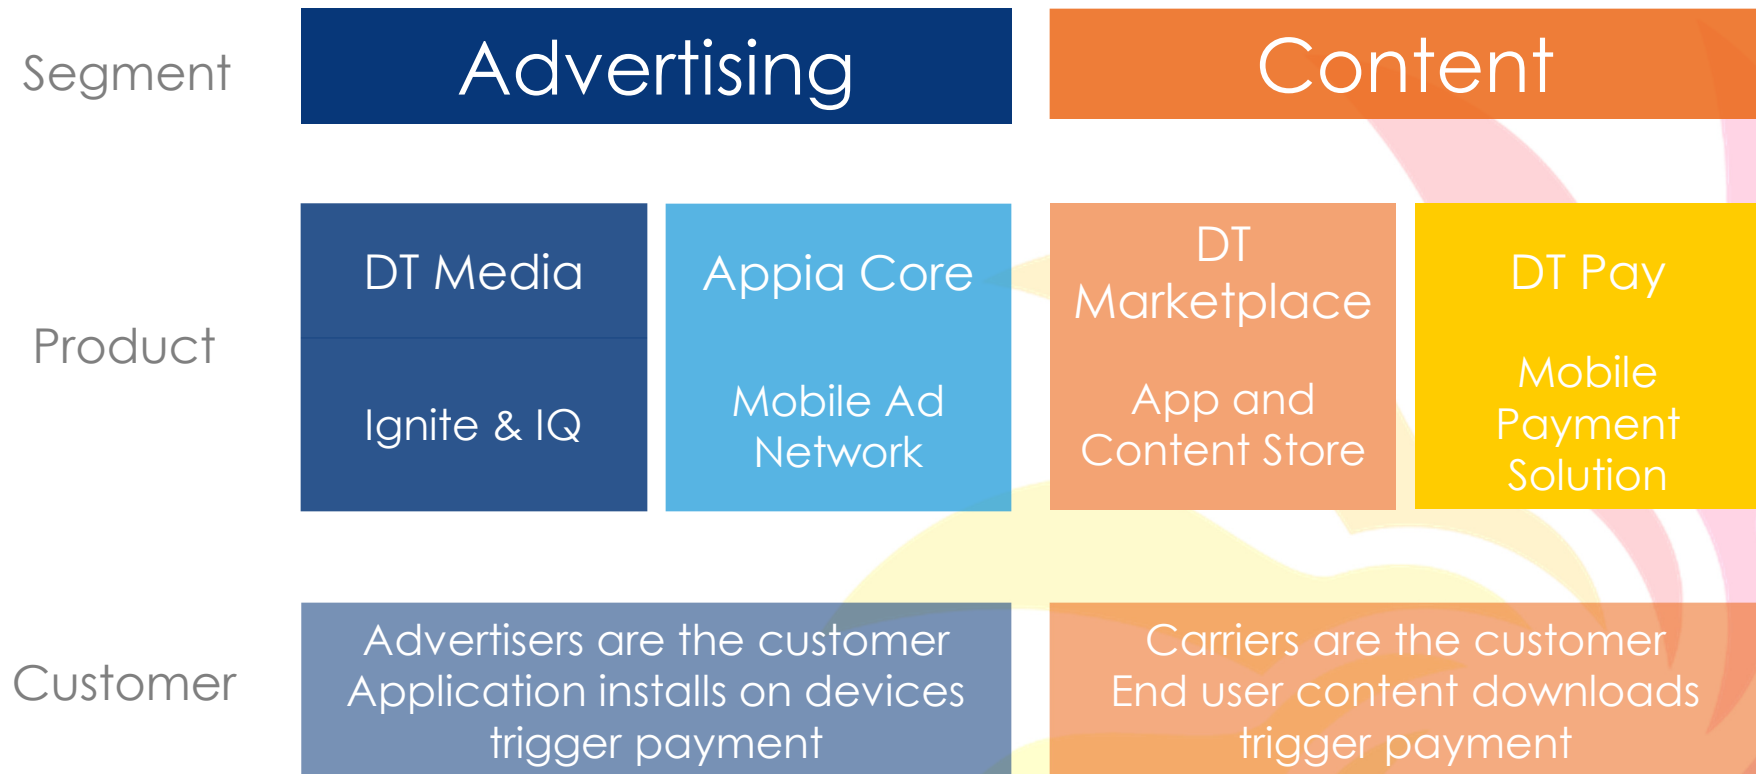 Segment
Advertising
Content
Product
DT Media
Ignite & IQ
Appia Core
Mobile Ad
Network
DT
Marketplace
App and
Content Store
DT Pay
Mobile
Payment
Solution
Customer
Advertisers are the customer
Application installs on devices
trigger payment
Carriers are the customer
End user content downloads
trigger payment